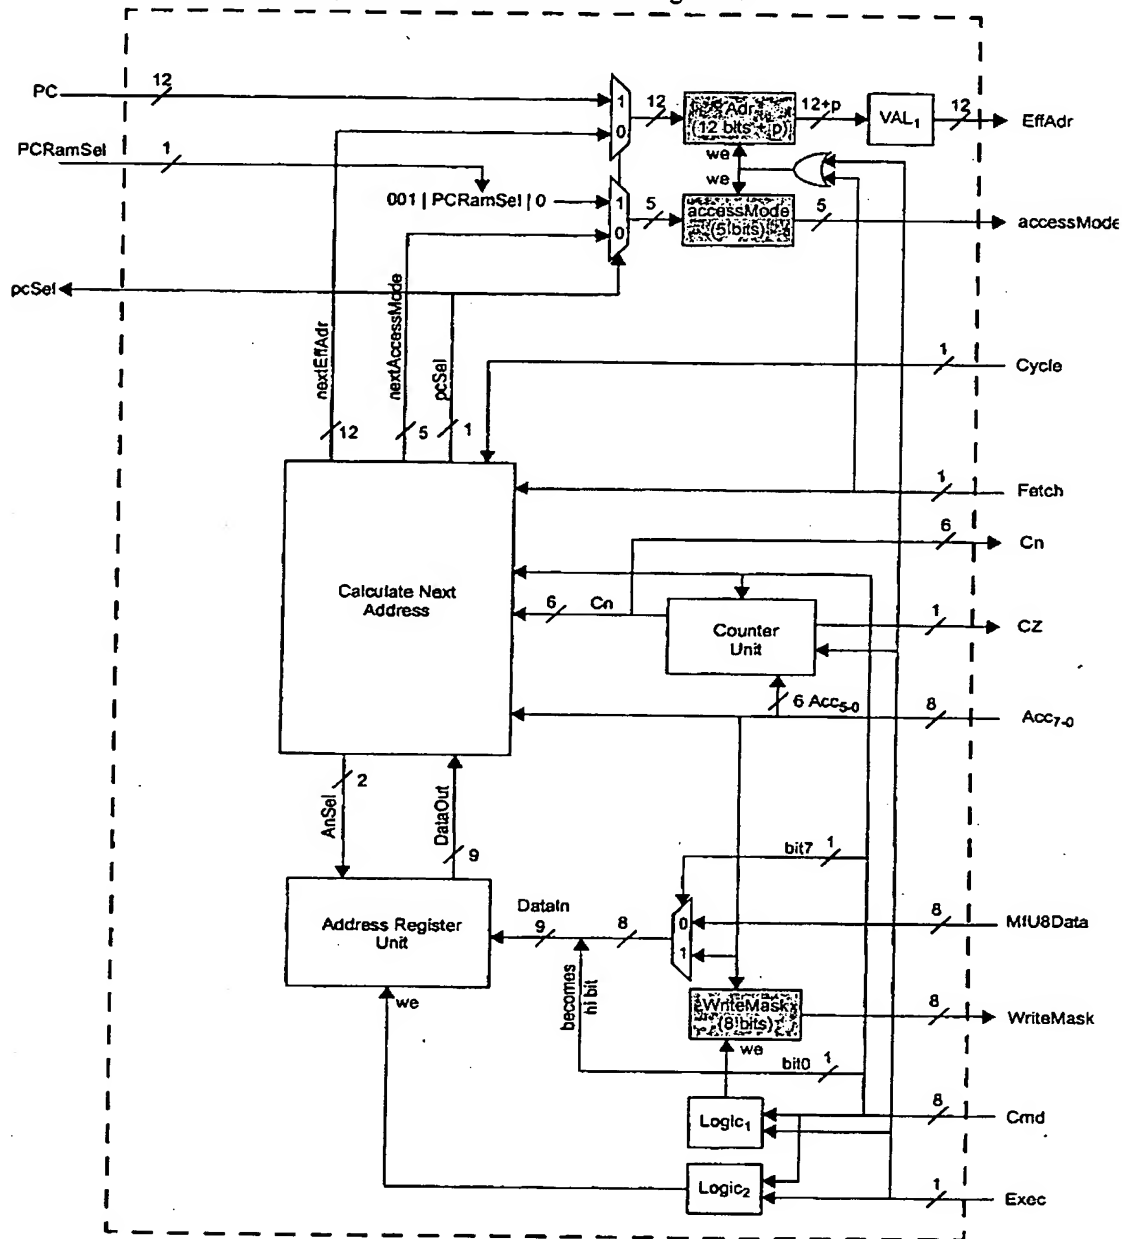 PC
12
1
0
12
Adr
(12 bits + p)
12+p
VAL1
12
EffAdr
PCRamSel
1
we
we
001 | PCRamSel | 0
1
0
5
accessMode
(5 bits)
5
accessMode
pcSel
nextEffAdr
nextAccessMode
pcSel
12
5
1
1
Cycle
1
Fetch
6
Cn
Calculate Next
Address
6
Cn
Counter
Unit
1
CZ
6 Acc5-0
8
Acc7-0
AnSel
2
DataOut
9
bit7
1
Address Register
Unit
DataIn
9
8
0
1
8
MIU8Data
becomes
hi bit
we
WriteMask
(8 bits)
8
WriteMask
we
bit0
1
Logic1
8
Cmd
Logic2
1
Exec